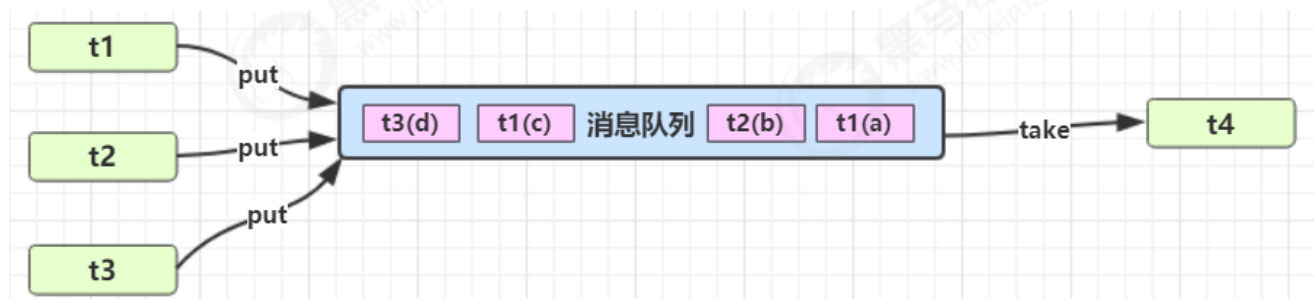 t1
put
t3(d) t1(c) 消息队列 t2(b) t1(a)
take
t4
t2
put
put
t3